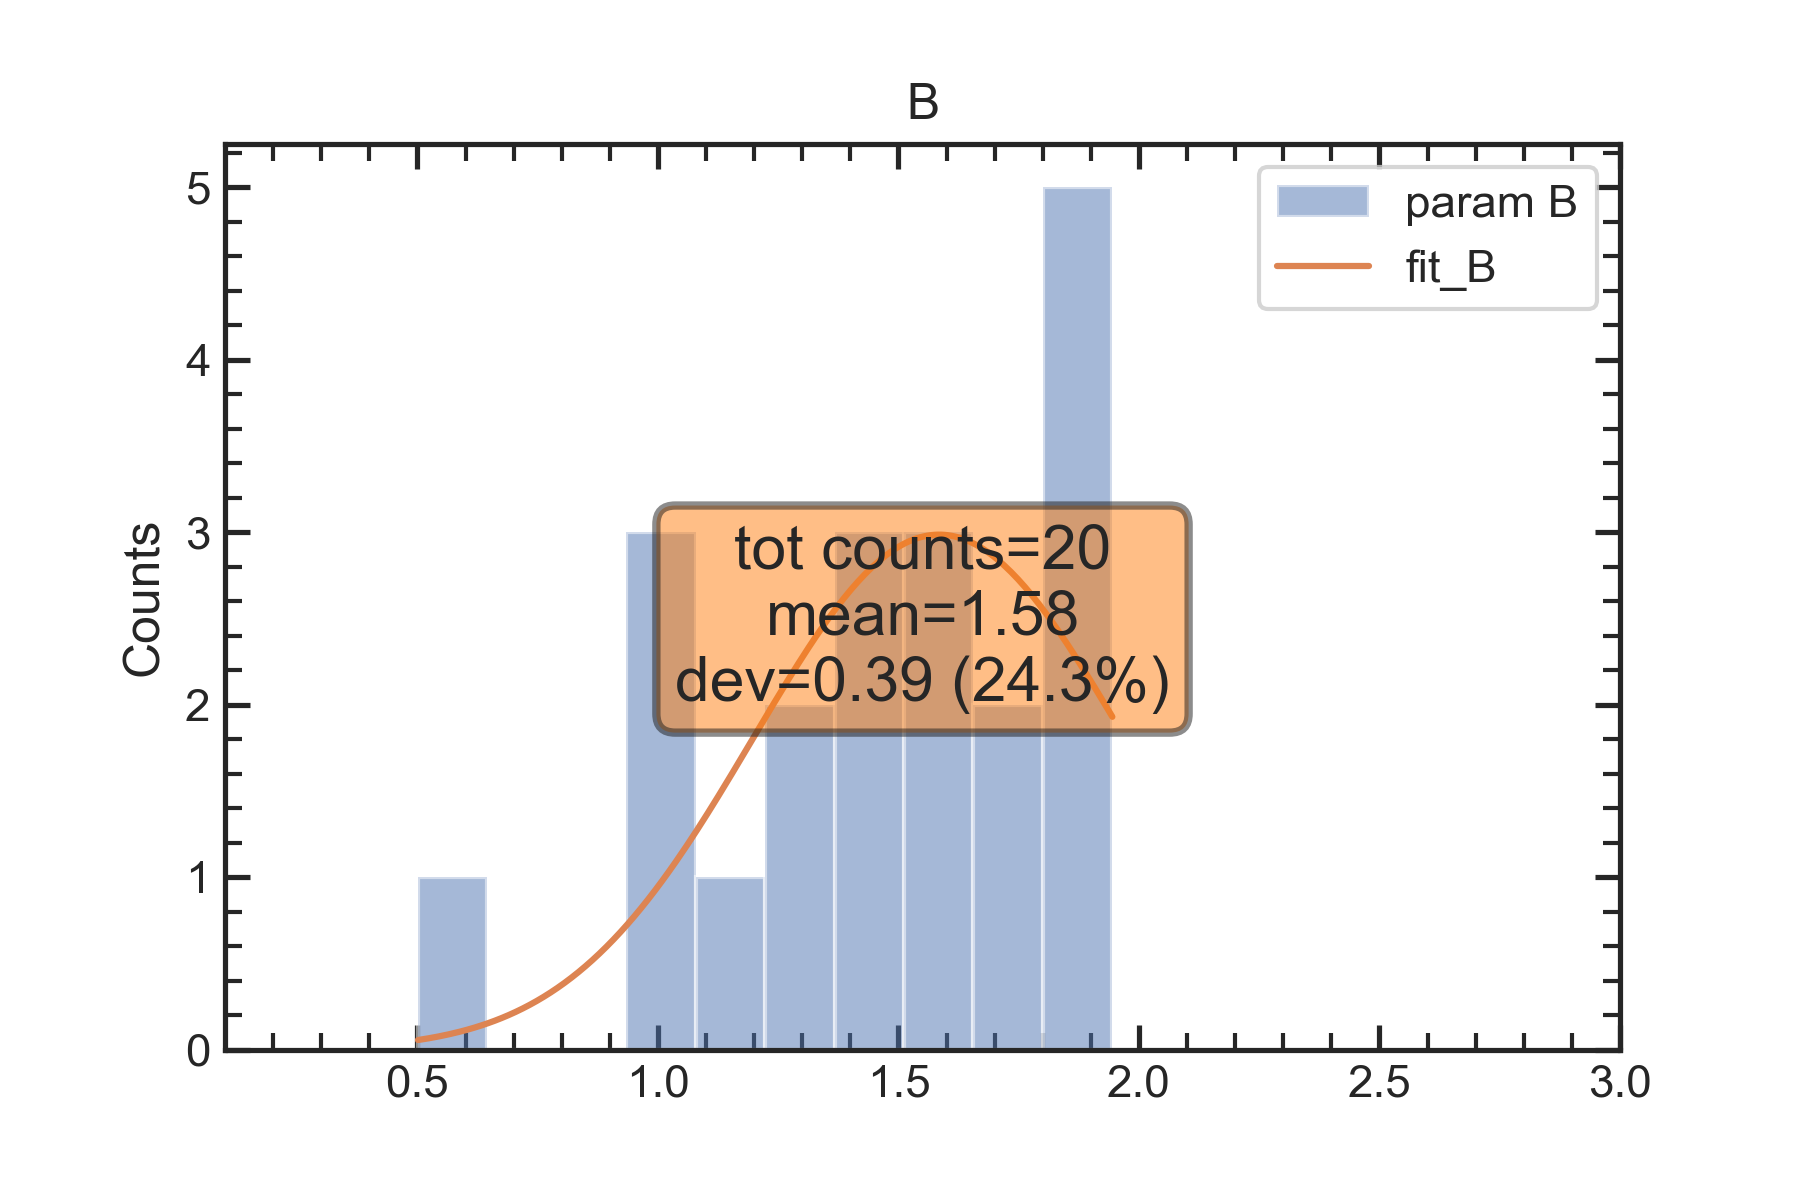 B
param B
fit_B
5
4
3
2
1
0
Counts
tot counts=20
mean=1.58
dev=0.39 (24.3%)
0.5 1.0 1.5 2.0 2.5 3.0